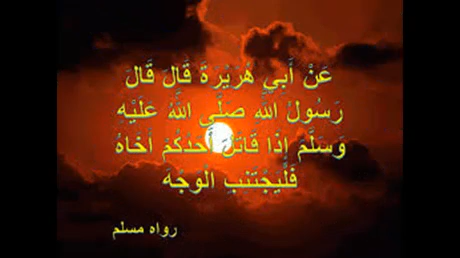 عَنْ أَبِي هُرَيْرَةَ قَالَ قَالَ
رَسُولُ اللَّهِ صَلَّى اللَّهُ عَلَيْهِ
وَسَلَّمَ إِذَا قَاتَلَ أَحَدُكُمْ أَخَاهُ
فَلْيَجْتَنِبِ الْوَجْهَ
رواه مسلم